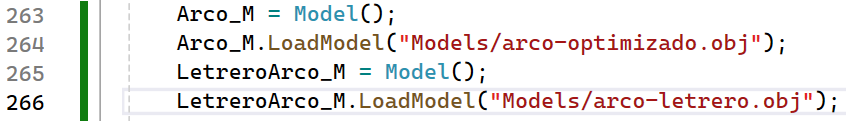 263 Arco_M = Model();
264 Arco_M.LoadModel("Models/arco-optimizado.obj");
265 LetreroArco_M = Model();
266 LetreroArco_M.LoadModel("Models/arco-letrero.obj");